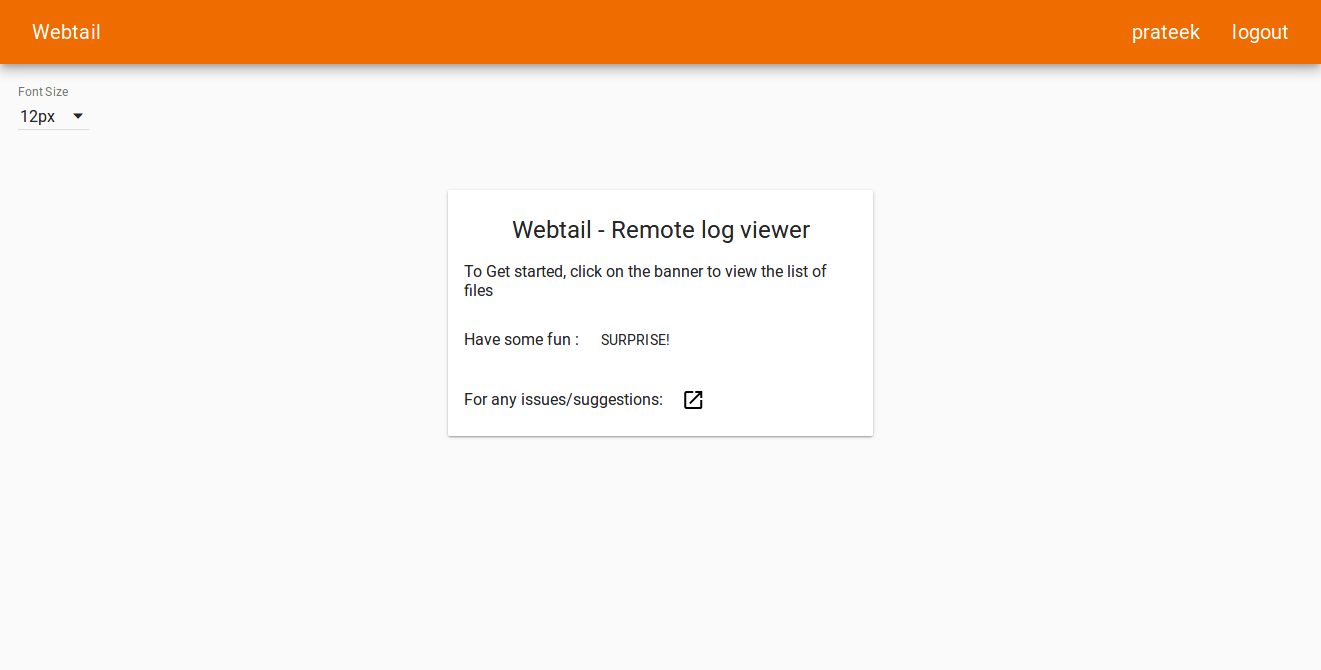 Webtail
prateek
logout
Font Size
12px
Webtail - Remote log viewer
To Get started, click on the banner to view the list of
files
Have some fun :
SURPRISE!
For any issues/suggestions: